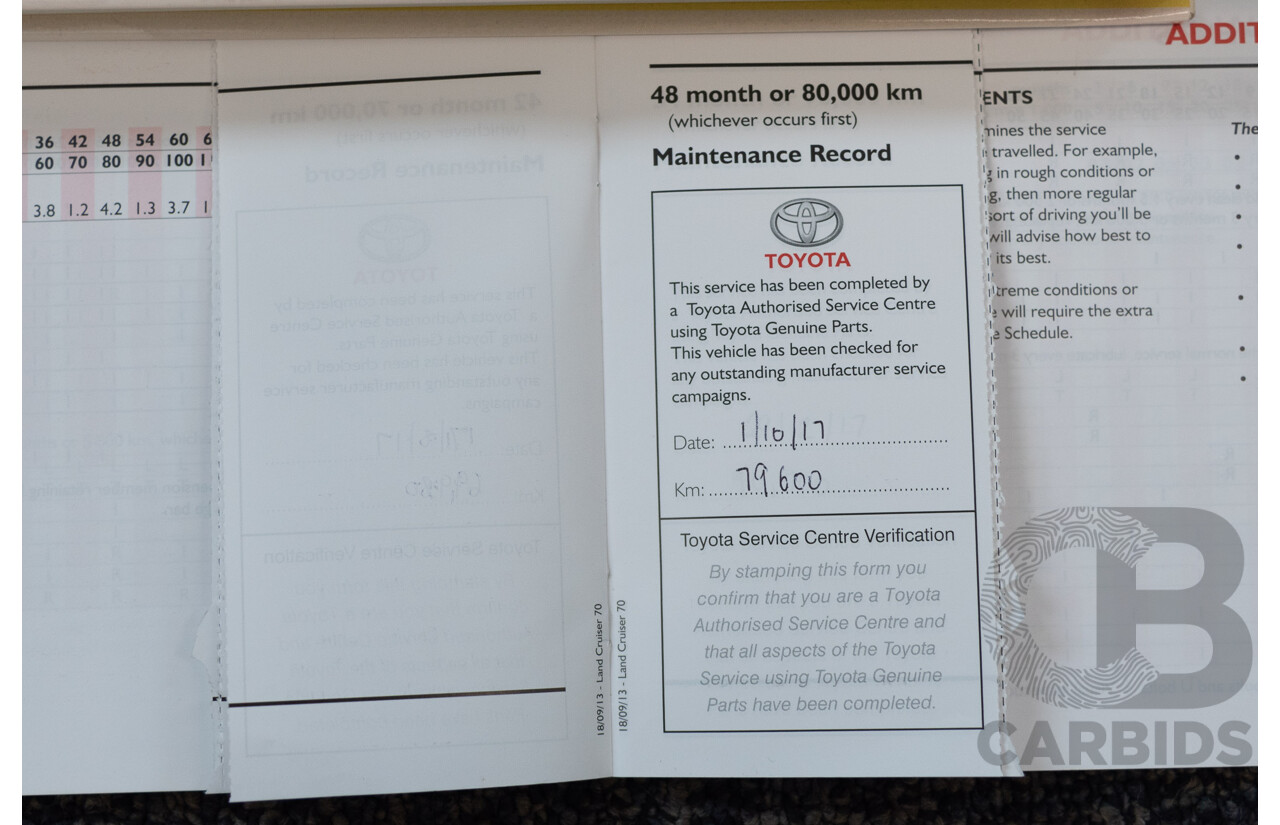 36 42 48 54 60 6
60 70 80 90 100 1
3.8 1.2 4.2 1.3 3.7 1
18/09/13 - Land Cruiser 70
18/09/13 - Land Cruiser 70
48 month or 80,000 km
(whichever occurs first)
Maintenance Record
TOYOTA
This service has been completed by
a Toyota Authorised Service Centre
using Toyota Genuine Parts.
This vehicle has been checked for
any outstanding manufacturer service
campaigns.
Date: 1/10/17
Km: 79,600
Toyota Service Centre Verification
By stamping this form you
confirm that you are a Toyota
Authorised Service Centre and
that all aspects of the Toyota
Service using Toyota Genuine
Parts have been completed.
ADDIT
ENTS
mines the service
travelled. For example,
g in rough conditions or
g, then more regular
sort of driving you'll be
will advise how best to
its best.
treme conditions or
e will require the extra
e Schedule.
The
CB
CARBIDS